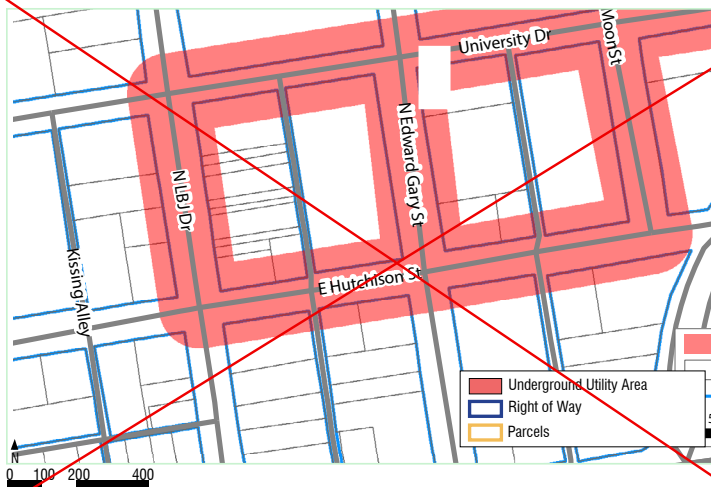 University Dr
Moon St
N Edward Gary St
N LBJ Dr
Kissing Alley
E Hutchison St
Underground Utility Area
Right of Way
Parcels
N
0 100 200 400